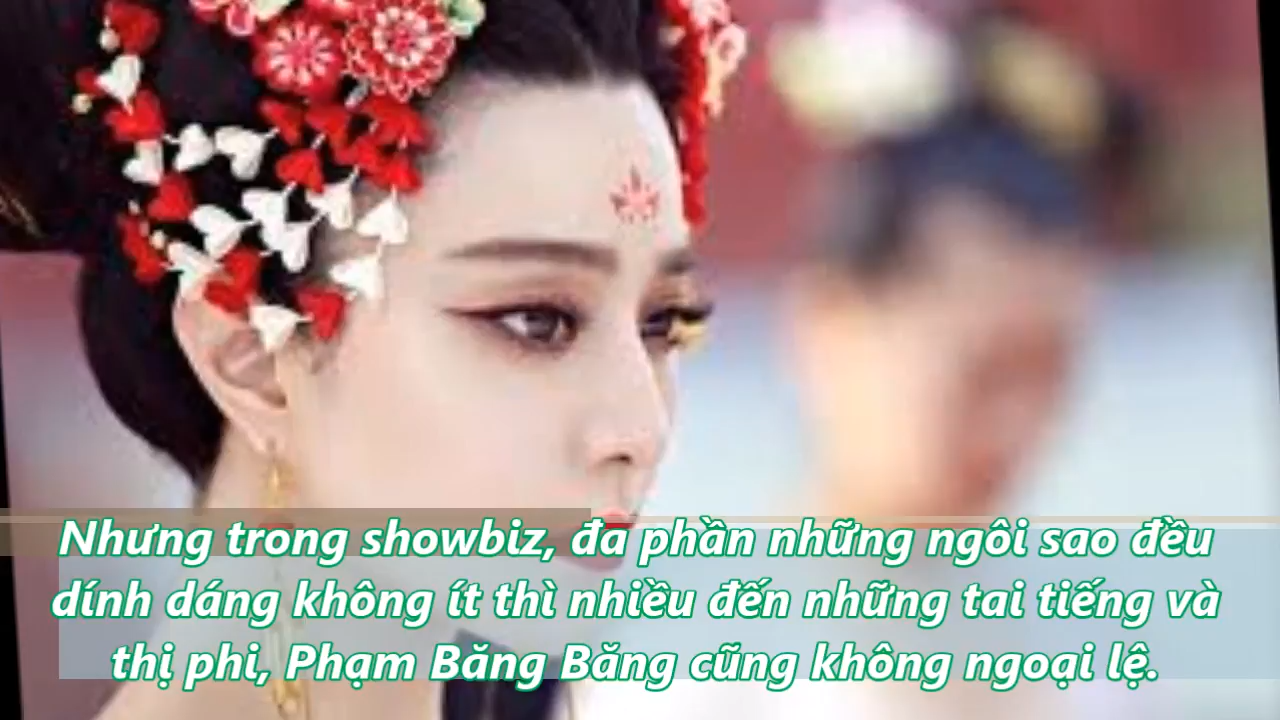 Nhưng trong showbiz, đa phần những ngôi sao đều
dính dáng không ít thì nhiều đến những tai tiếng và
thị phi, Phạm Băng Băng cũng không ngoại lệ.